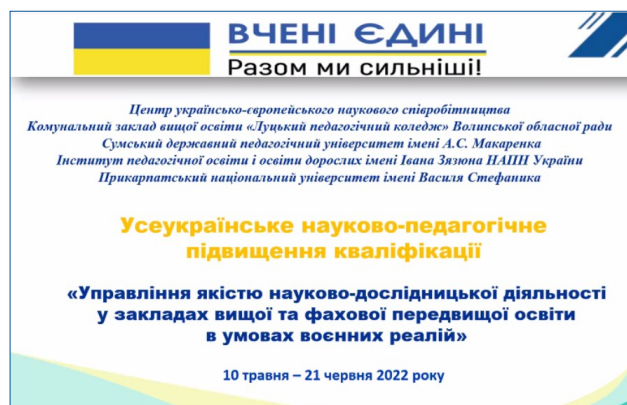 ВЧЕНІ ЄДИНІ
Разом ми сильніші!
Центр українсько-європейського наукового співробітництва
Комунальний заклад вищої освіти «Луцький педагогічний коледж» Волинської обласної ради
Сумський державний педагогічний університет імені А.С. Макаренка
Інститут педагогічної освіти і освіти дорослих імені Івана Зязюна НАПН України
Прикарпатський національний університет імені Василя Стефаника
Усеукраїнське науково-педагогічне
підвищення кваліфікації
«Управління якістю науково-дослідницької діяльності
у закладах вищої та фахової передвищої освіти
в умовах воєнних реалій»
10 травня – 21 червня 2022 року